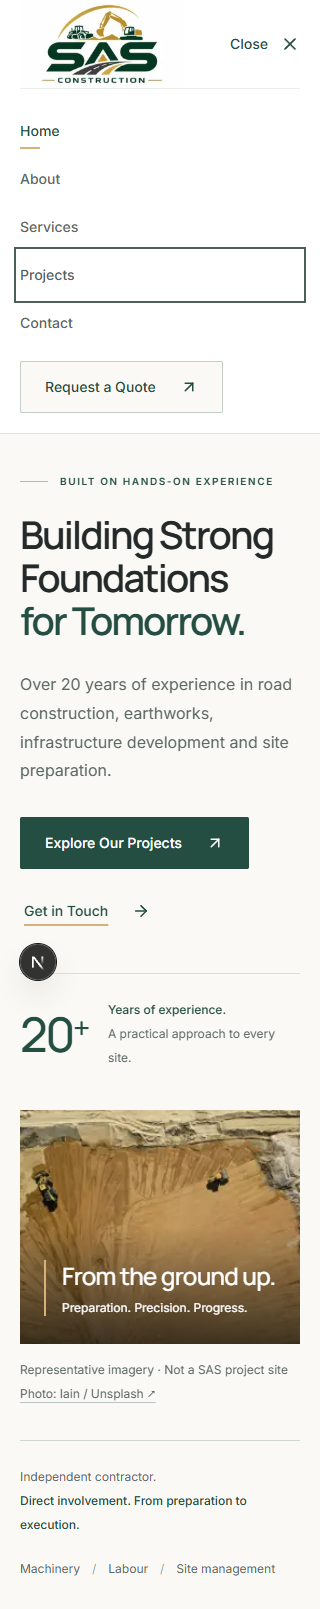 SAS
CONSTRUCTION
Close
Home
About
Services
Projects
Contact
Request a Quote
BUILT ON HANDS-ON EXPERIENCE
Building Strong
Foundations
for Tomorrow.
Over 20 years of experience in road
construction, earthworks,
infrastructure development and site
preparation.
Explore Our Projects
Get in Touch
N
20+
Years of experience.
A practical approach to every
site.
From the ground up.
Preparation. Precision. Progress.
Representative imagery · Not a SAS project site
Photo: Iain / Unsplash ↗
Independent contractor.
Direct involvement. From preparation to
execution.
Machinery / Labour / Site management